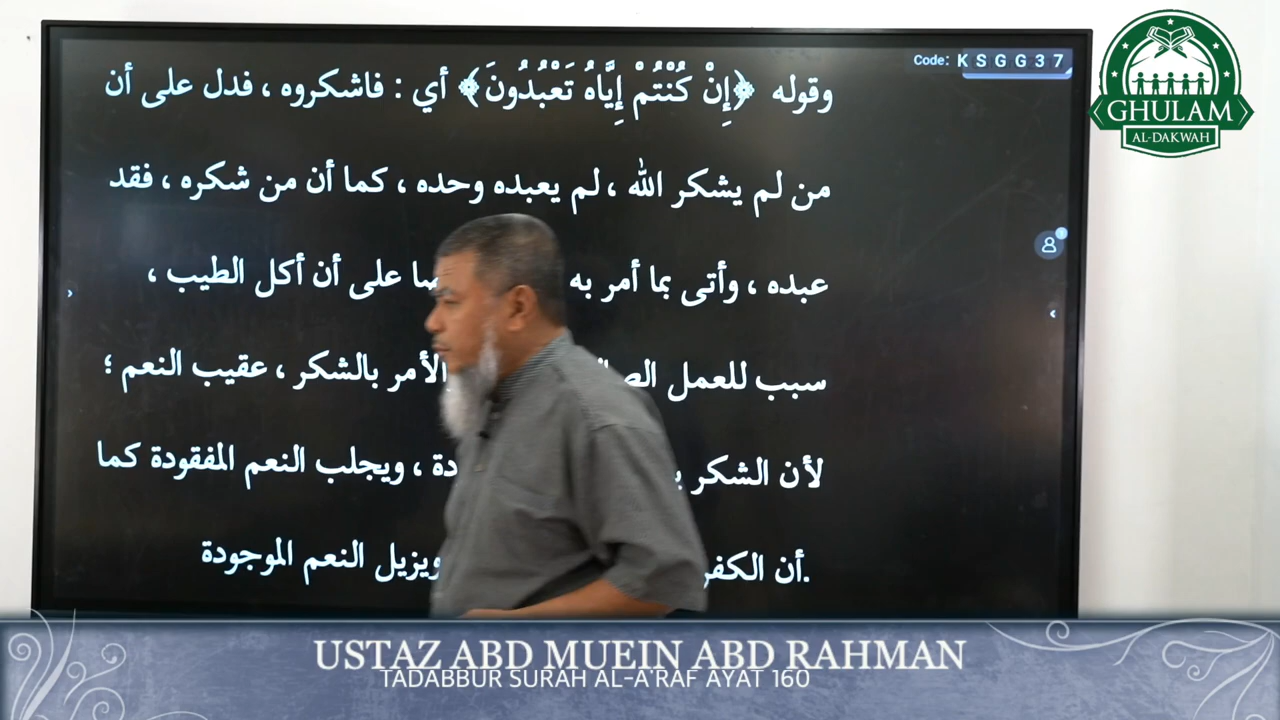 Code: KSGG37
GHULAM
AL-DAKWAH
وقوله ﴿إِنْ كُنْتُمْ إِيَّاهُ تَعْبُدُونَ﴾ أي : فاشكروه ، فدل على أن
من لم يشكر الله ، لم يعبده وحده ، كما أن من شكره ، فقد
عبده ، وأتى بما أمر به على أن أكل الطيب ،
سبب للعمل الأمر بالشكر ، عقيب النعم ؛
لأن الشكر ، ويجلب النعم المفقودة كما
أن ويزيل النعم الموجودة.
USTAZ ABD MUEIN ABD RAHMAN
TADABBUR SURAH AL-A'RAF AYAT 160